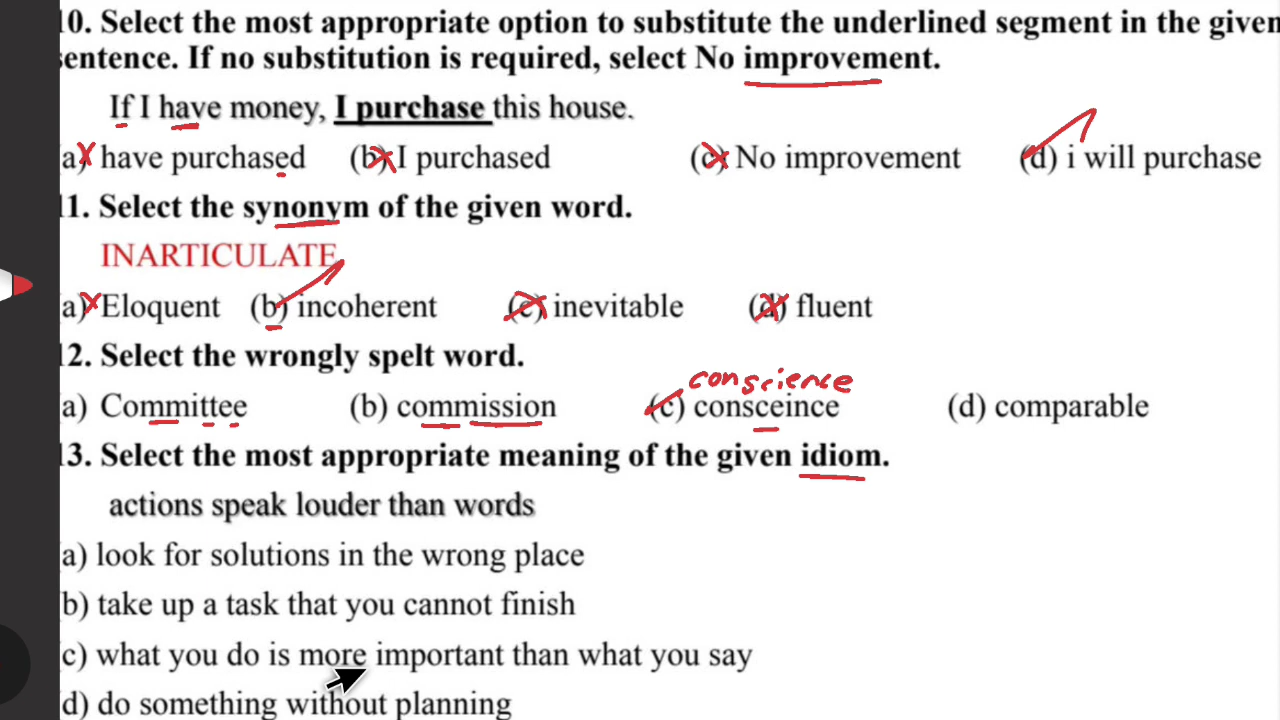 10. Select the most appropriate option to substitute the underlined segment in the given
sentence. If no substitution is required, select No improvement.
If I have money, I purchase this house.
a) have purchased (b) I purchased (c) No improvement (d) i will purchase
11. Select the synonym of the given word.
INARTICULATE
a) Eloquent (b) incoherent (c) inevitable (d) fluent
12. Select the wrongly spelt word.
conscience
a) Committee (b) commission (c) consceince (d) comparable
13. Select the most appropriate meaning of the given idiom.
actions speak louder than words
a) look for solutions in the wrong place
b) take up a task that you cannot finish
c) what you do is more important than what you say
d) do something without planning